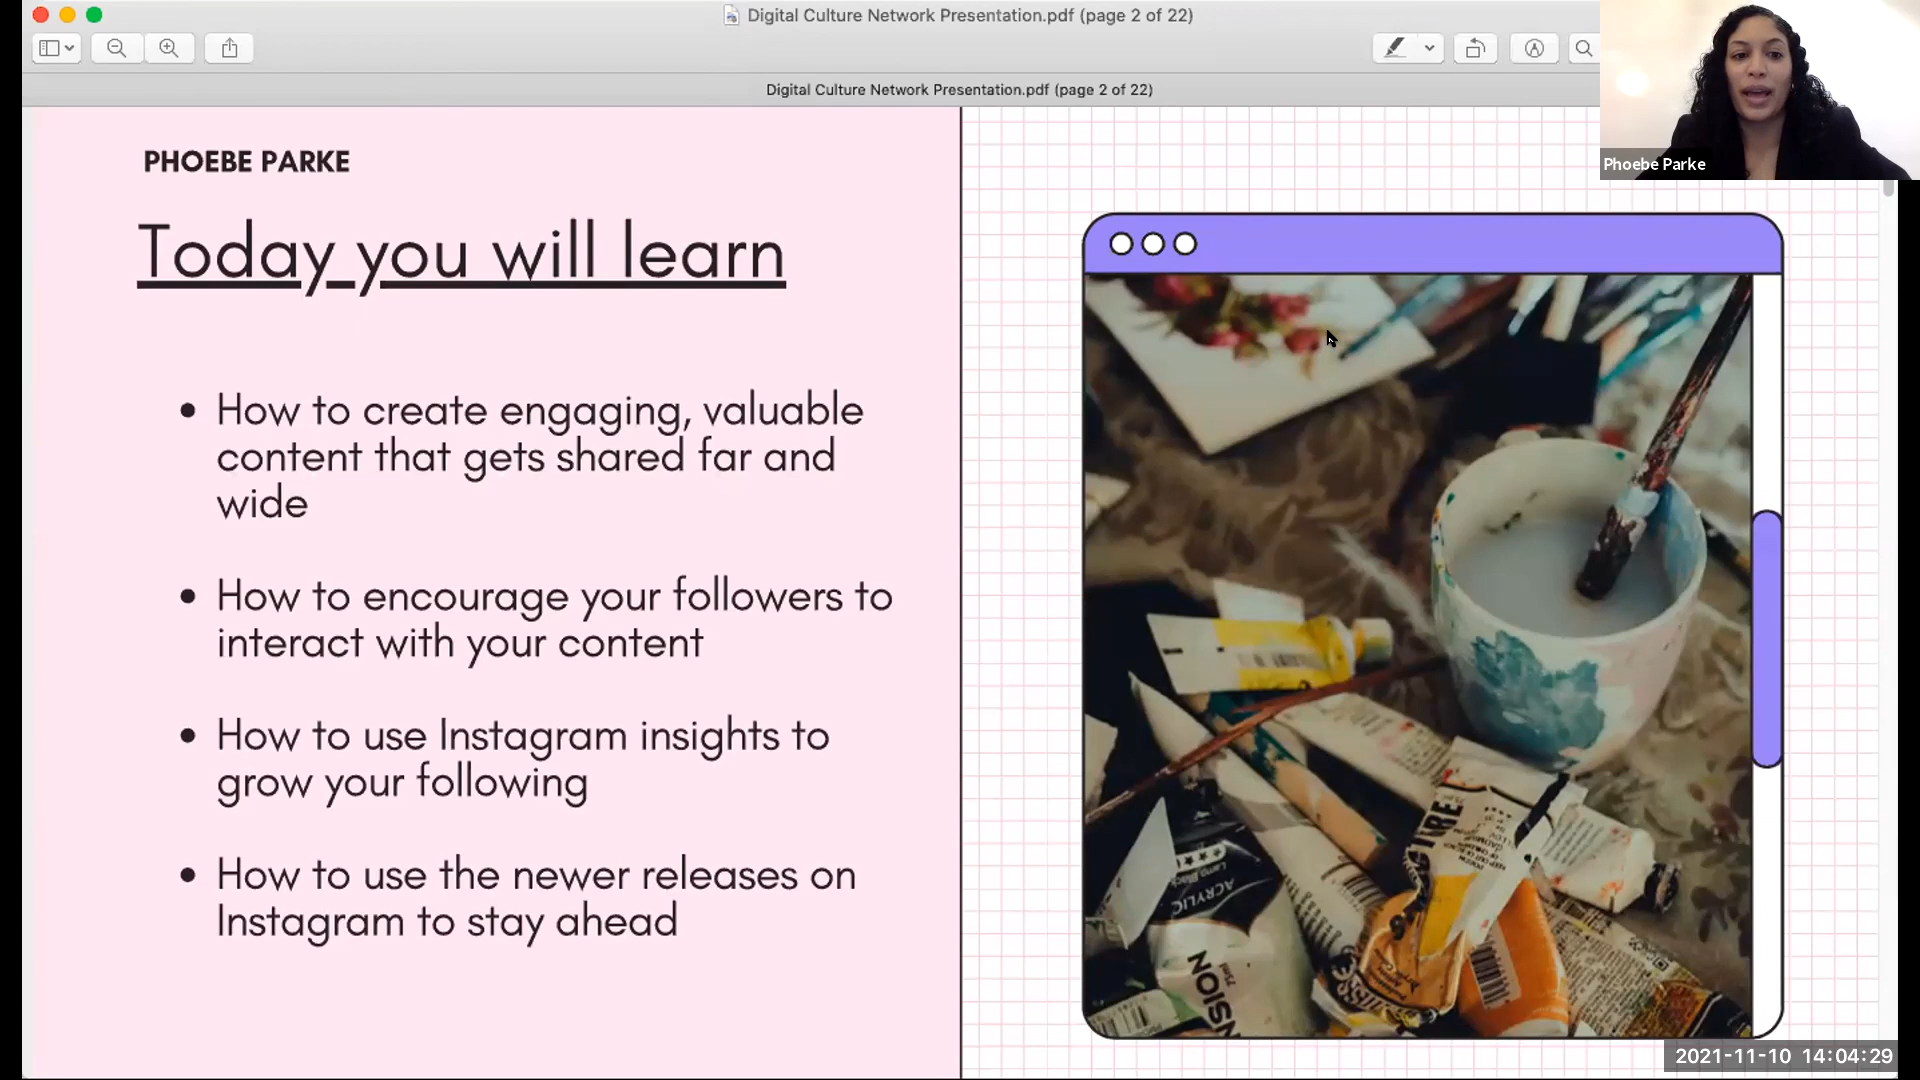 Digital Culture Network Presentation.pdf (page 2 of 22)
Digital Culture Network Presentation.pdf (page 2 of 22)
Phoebe Parke
PHOEBE PARKE
Today you will learn
• How to create engaging, valuable
content that gets shared far and
wide
• How to encourage your followers to
interact with your content
• How to use Instagram insights to
grow your following
• How to use the newer releases on
Instagram to stay ahead
Lamp Black
ACRYLIC
75ml
2021-11-10 14:04:29